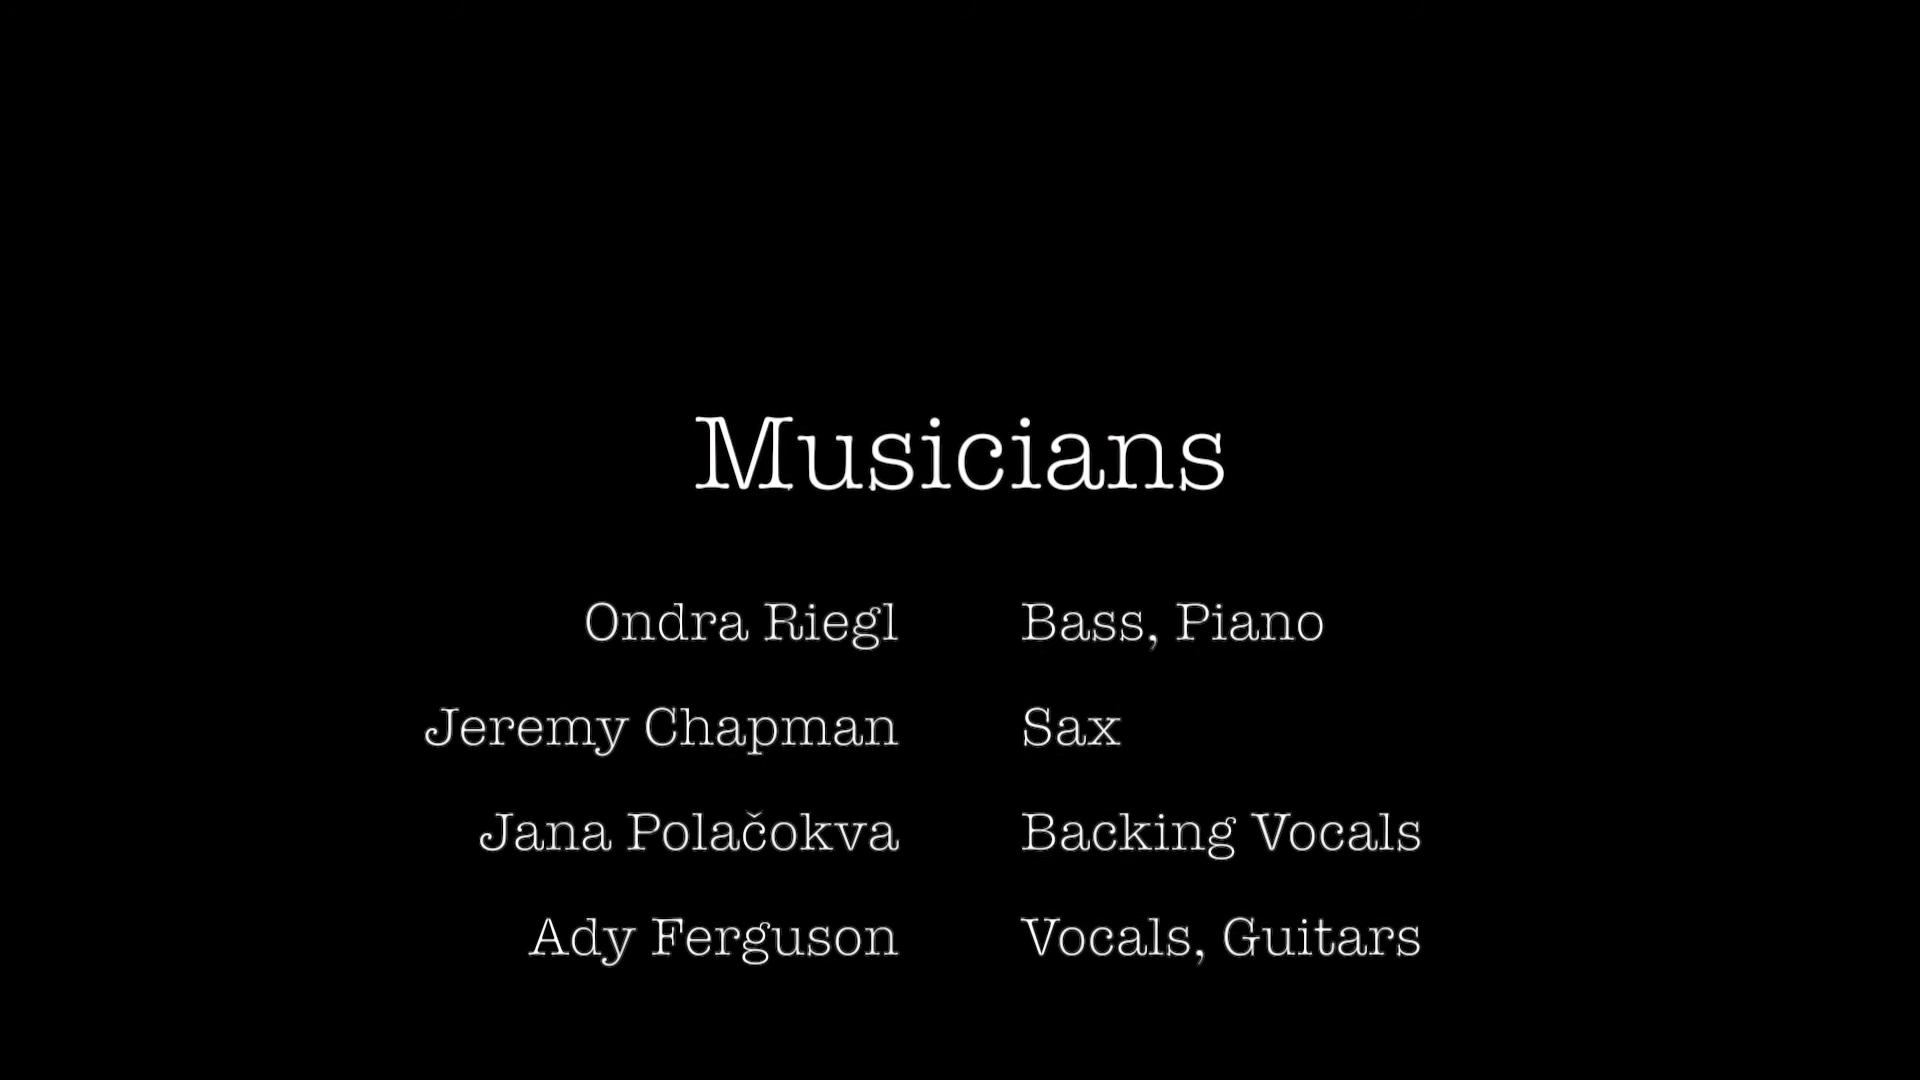 Musicians
Ondra Riegl Bass, Piano
Jeremy Chapman Sax
Jana Polačokva Backing Vocals
Ady Ferguson Vocals, Guitars